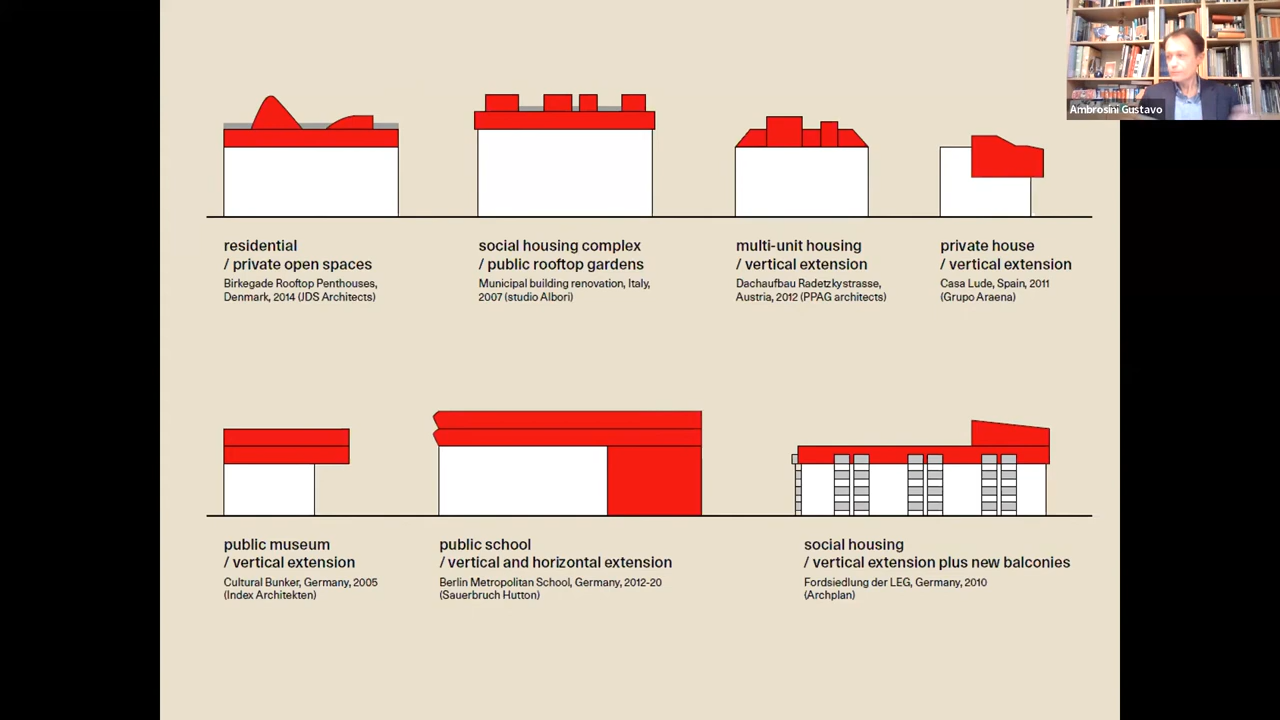 Ambrosini Gustavo
residential
/ private open spaces
Birkegade Rooftop Penthouses,
Denmark, 2014 (JDS Architects)
social housing complex
/ public rooftop gardens
Municipal building renovation, Italy,
2007 (studio Albori)
multi-unit housing
/ vertical extension
Dachaufbau Radetzkystrasse,
Austria, 2012 (PPAG architects)
private house
/ vertical extension
Casa Lude, Spain, 2011
(Grupo Araena)
public museum
/ vertical extension
Cultural Bunker, Germany, 2005
(Index Architekten)
public school
/ vertical and horizontal extension
Berlin Metropolitan School, Germany, 2012-20
(Sauerbruch Hutton)
social housing
/ vertical extension plus new balconies
Fordsiedlung der LEG, Germany, 2010
(Archplan)